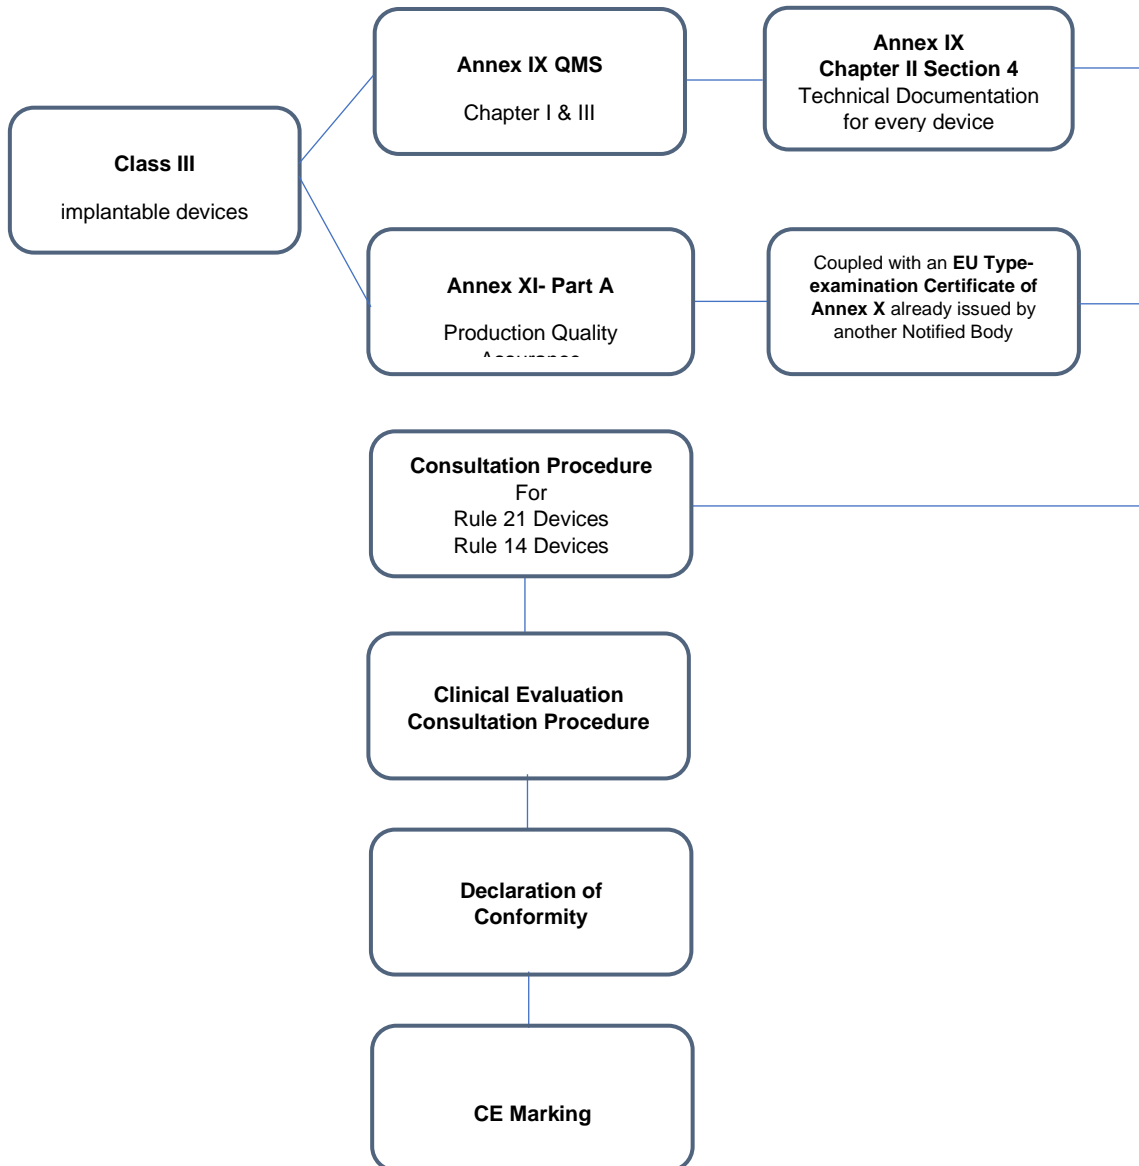 Class III
implantable devices
Annex IX QMS
Chapter I & III
Annex IX
Chapter II Section 4
Technical Documentation
for every device
Annex XI- Part A
Production Quality
Coupled with an EU Type-
examination Certificate of
Annex X already issued by
another Notified Body
Consultation Procedure
For
Rule 21 Devices
Rule 14 Devices
Clinical Evaluation
Consultation Procedure
Declaration of
Conformity
CE Marking